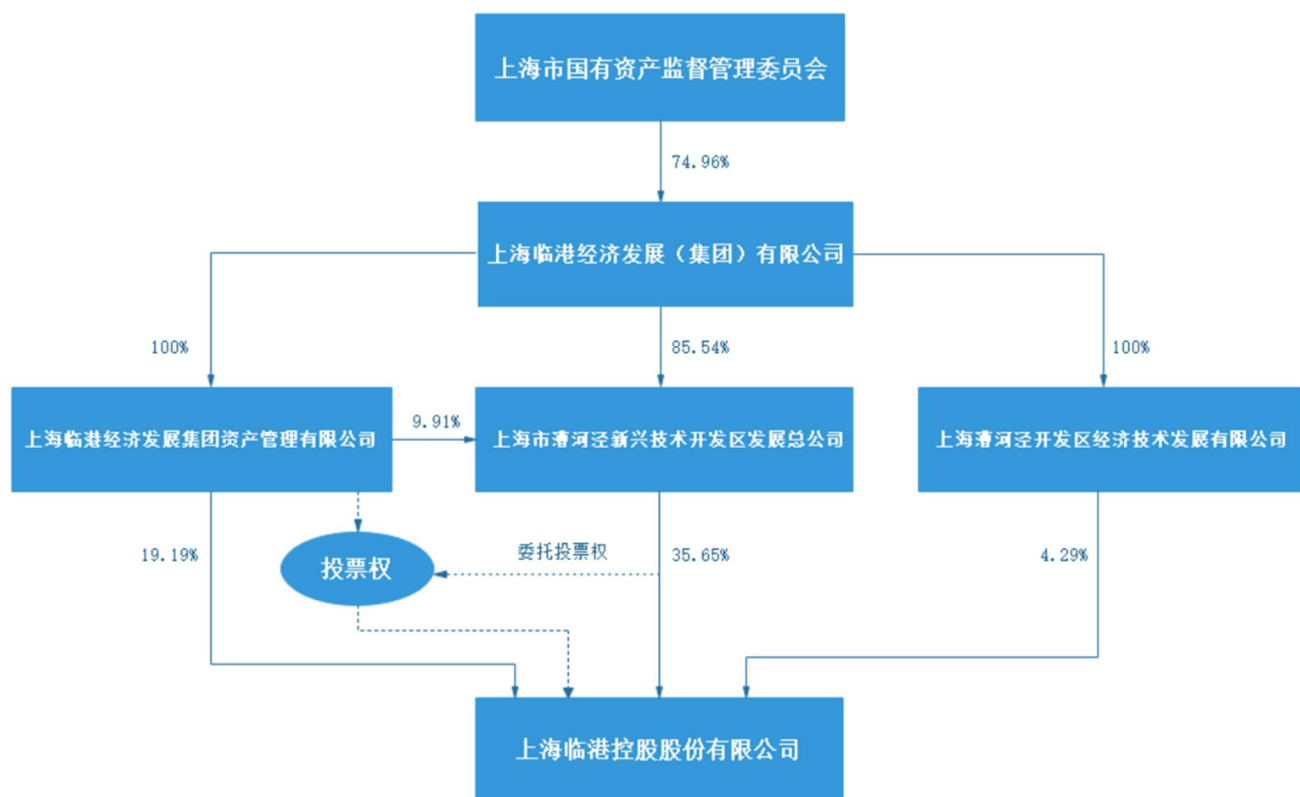 上海市国有资产监督管理委员会
74.96%
上海临港经济发展（集团）有限公司
100%
85.54%
100%
上海临港经济发展集团资产管理有限公司
9.91%
上海市漕河泾新兴技术开发区发展总公司
上海漕河泾开发区经济技术发展有限公司
19.19%
投票权
委托投票权
35.65%
4.29%
上海临港控股股份有限公司